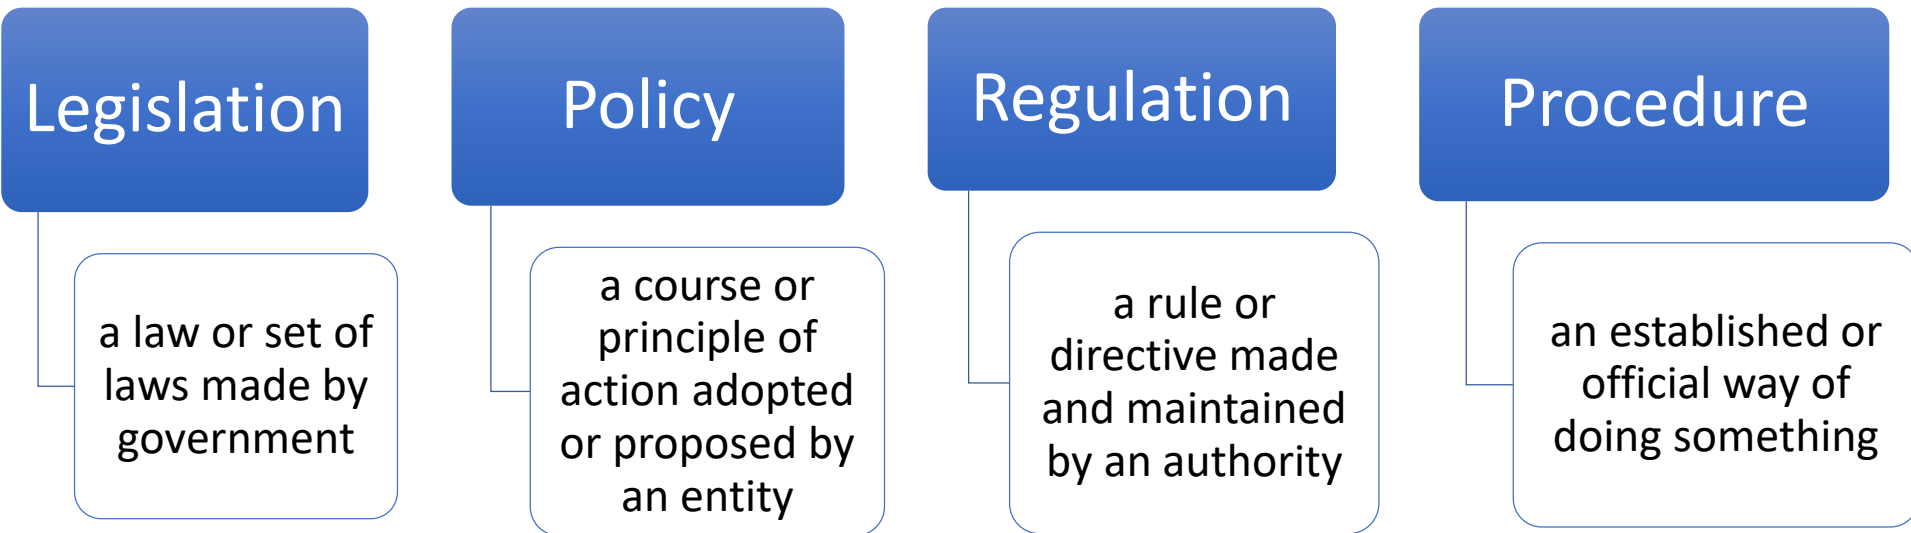 Legislation
a law or set of
laws made by
government
Policy
a course or
principle of
action adopted
or proposed by
an entity
Regulation
a rule or
directive made
and maintained
by an authority
Procedure
an established or
official way of
doing something